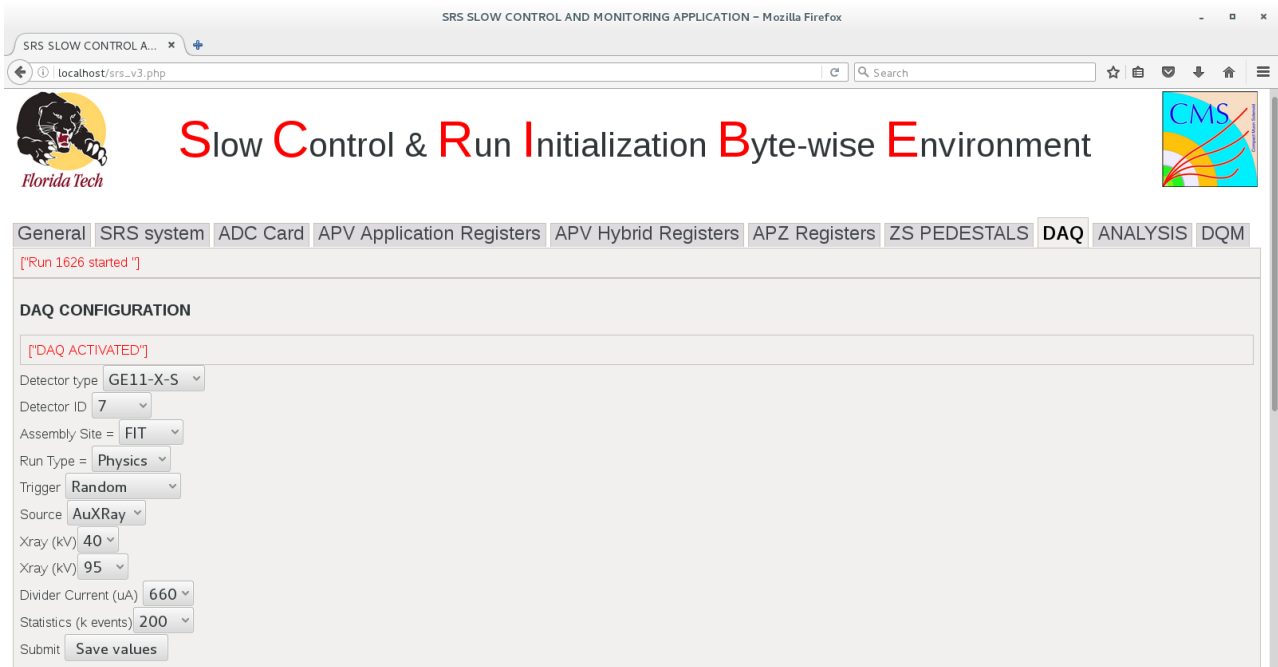 SRS SLOW CONTROL AND MONITORING APPLICATION - Mozilla Firefox
SRS SLOW CONTROL A...
localhost/srs_v3.php
Search
Florida Tech
Slow Control & Run Initialization Byte-wise Environment
CMS
Compact Muon Solenoid
General SRS system ADC Card APV Application Registers APV Hybrid Registers APZ Registers ZS PEDESTALS DAQ ANALYSIS DQM
["Run 1626 started "]
DAQ CONFIGURATION
["DAQ ACTIVATED"]
Detector type GE11-X-S
Detector ID 7
Assembly Site = FIT
Run Type = Physics
Trigger Random
Source AuXRay
Xray (kV) 40
Xray (kV) 95
Divider Current (uA) 660
Statistics (k events) 200
Submit Save values